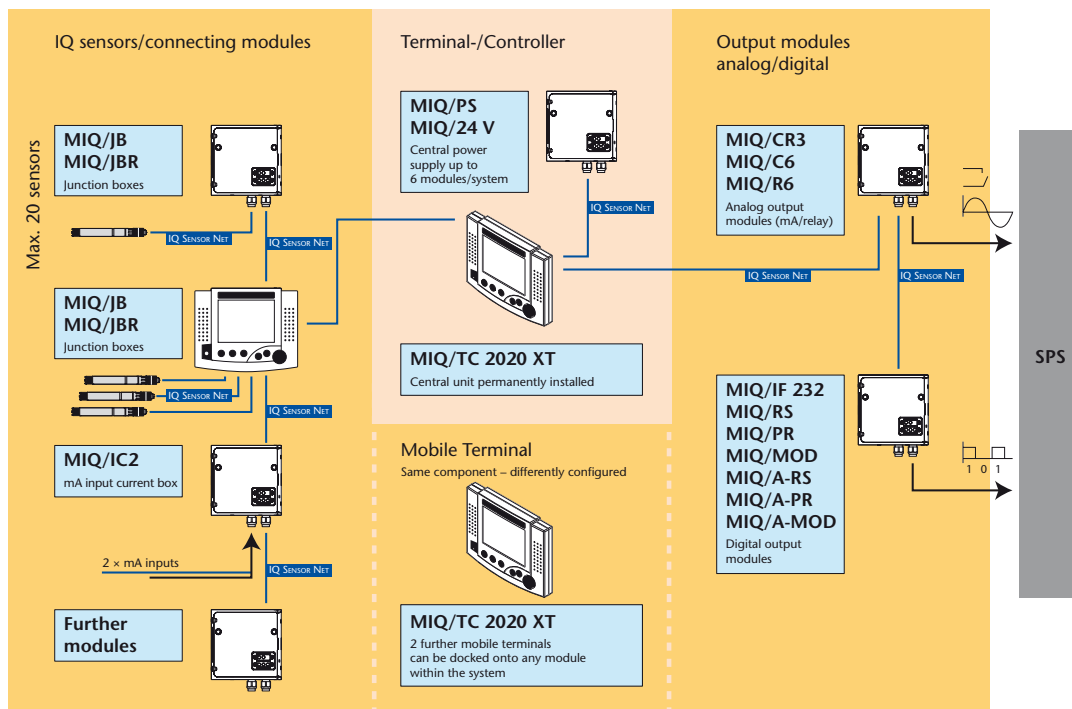 IQ sensors/connecting modules
Max. 20 sensors
MIQ/JB
MIQ/JBR
Junction boxes
IQ SENSOR NET
IQ SENSOR NET
MIQ/JB
MIQ/JBR
Junction boxes
IQ SENSOR NET
IQ SENSOR NET
MIQ/IC2
mA input current box
2 × mA inputs
IQ SENSOR NET
Further
modules
Terminal-/Controller
MIQ/PS
MIQ/24 V
Central power
supply up to
6 modules/system
IQ SENSOR NET
MIQ/TC 2020 XT
Central unit permanently installed
Mobile Terminal
Same component – differently configured
MIQ/TC 2020 XT
2 further mobile terminals
can be docked onto any module
within the system
Output modules
analog/digital
MIQ/CR3
MIQ/C6
MIQ/R6
Analog output
modules (mA/relay)
IQ SENSOR NET
IQ SENSOR NET
MIQ/IF 232
MIQ/RS
MIQ/PR
MIQ/MOD
MIQ/A-RS
MIQ/A-PR
MIQ/A-MOD
Digital output
modules
1 0 1
SPS